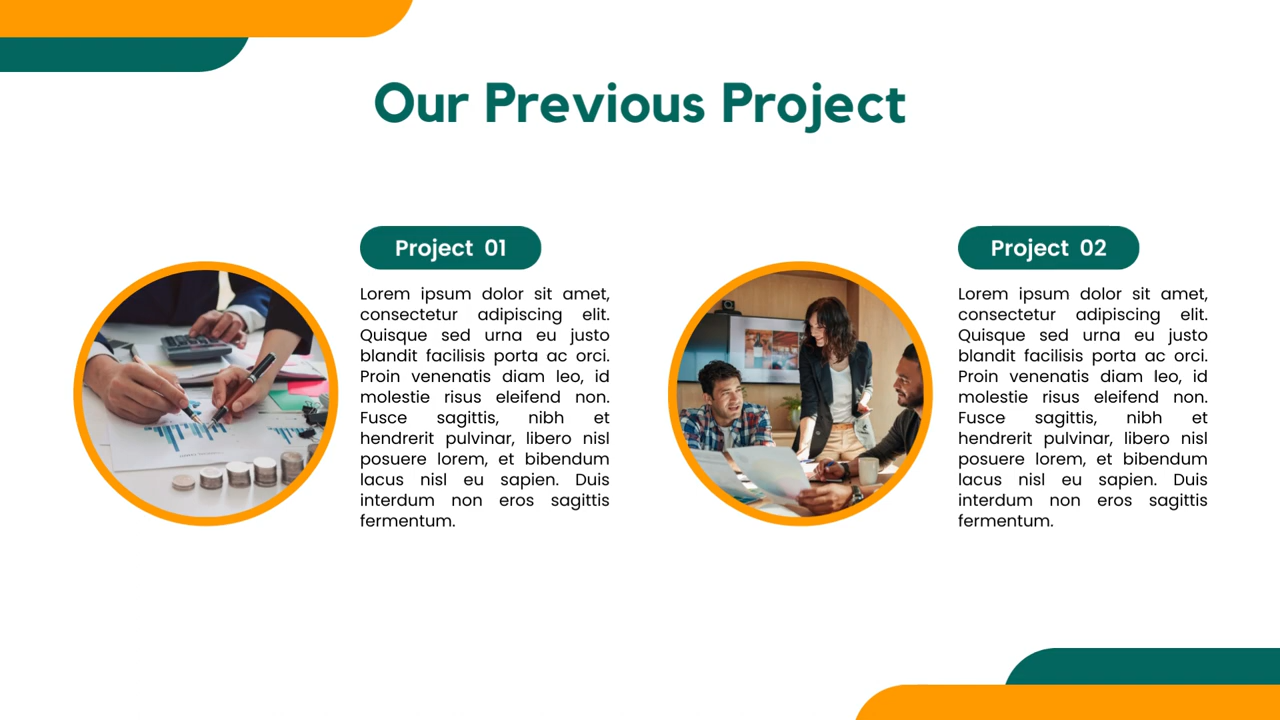 Our Previous Project
Project 01
Lorem ipsum dolor sit amet,
consectetur adipiscing elit.
Quisque sed urna eu justo
blandit facilisis porta ac orci.
Proin venenatis diam leo, id
molestie risus eleifend non.
Fusce sagittis, nibh et
hendrerit pulvinar, libero nisl
posuere lorem, et bibendum
lacus nisl eu sapien. Duis
interdum non eros sagittis
fermentum.
Project 02
Lorem ipsum dolor sit amet,
consectetur adipiscing elit.
Quisque sed urna eu justo
blandit facilisis porta ac orci.
Proin venenatis diam leo, id
molestie risus eleifend non.
Fusce sagittis, nibh et
hendrerit pulvinar, libero nisl
posuere lorem, et bibendum
lacus nisl eu sapien. Duis
interdum non eros sagittis
fermentum.